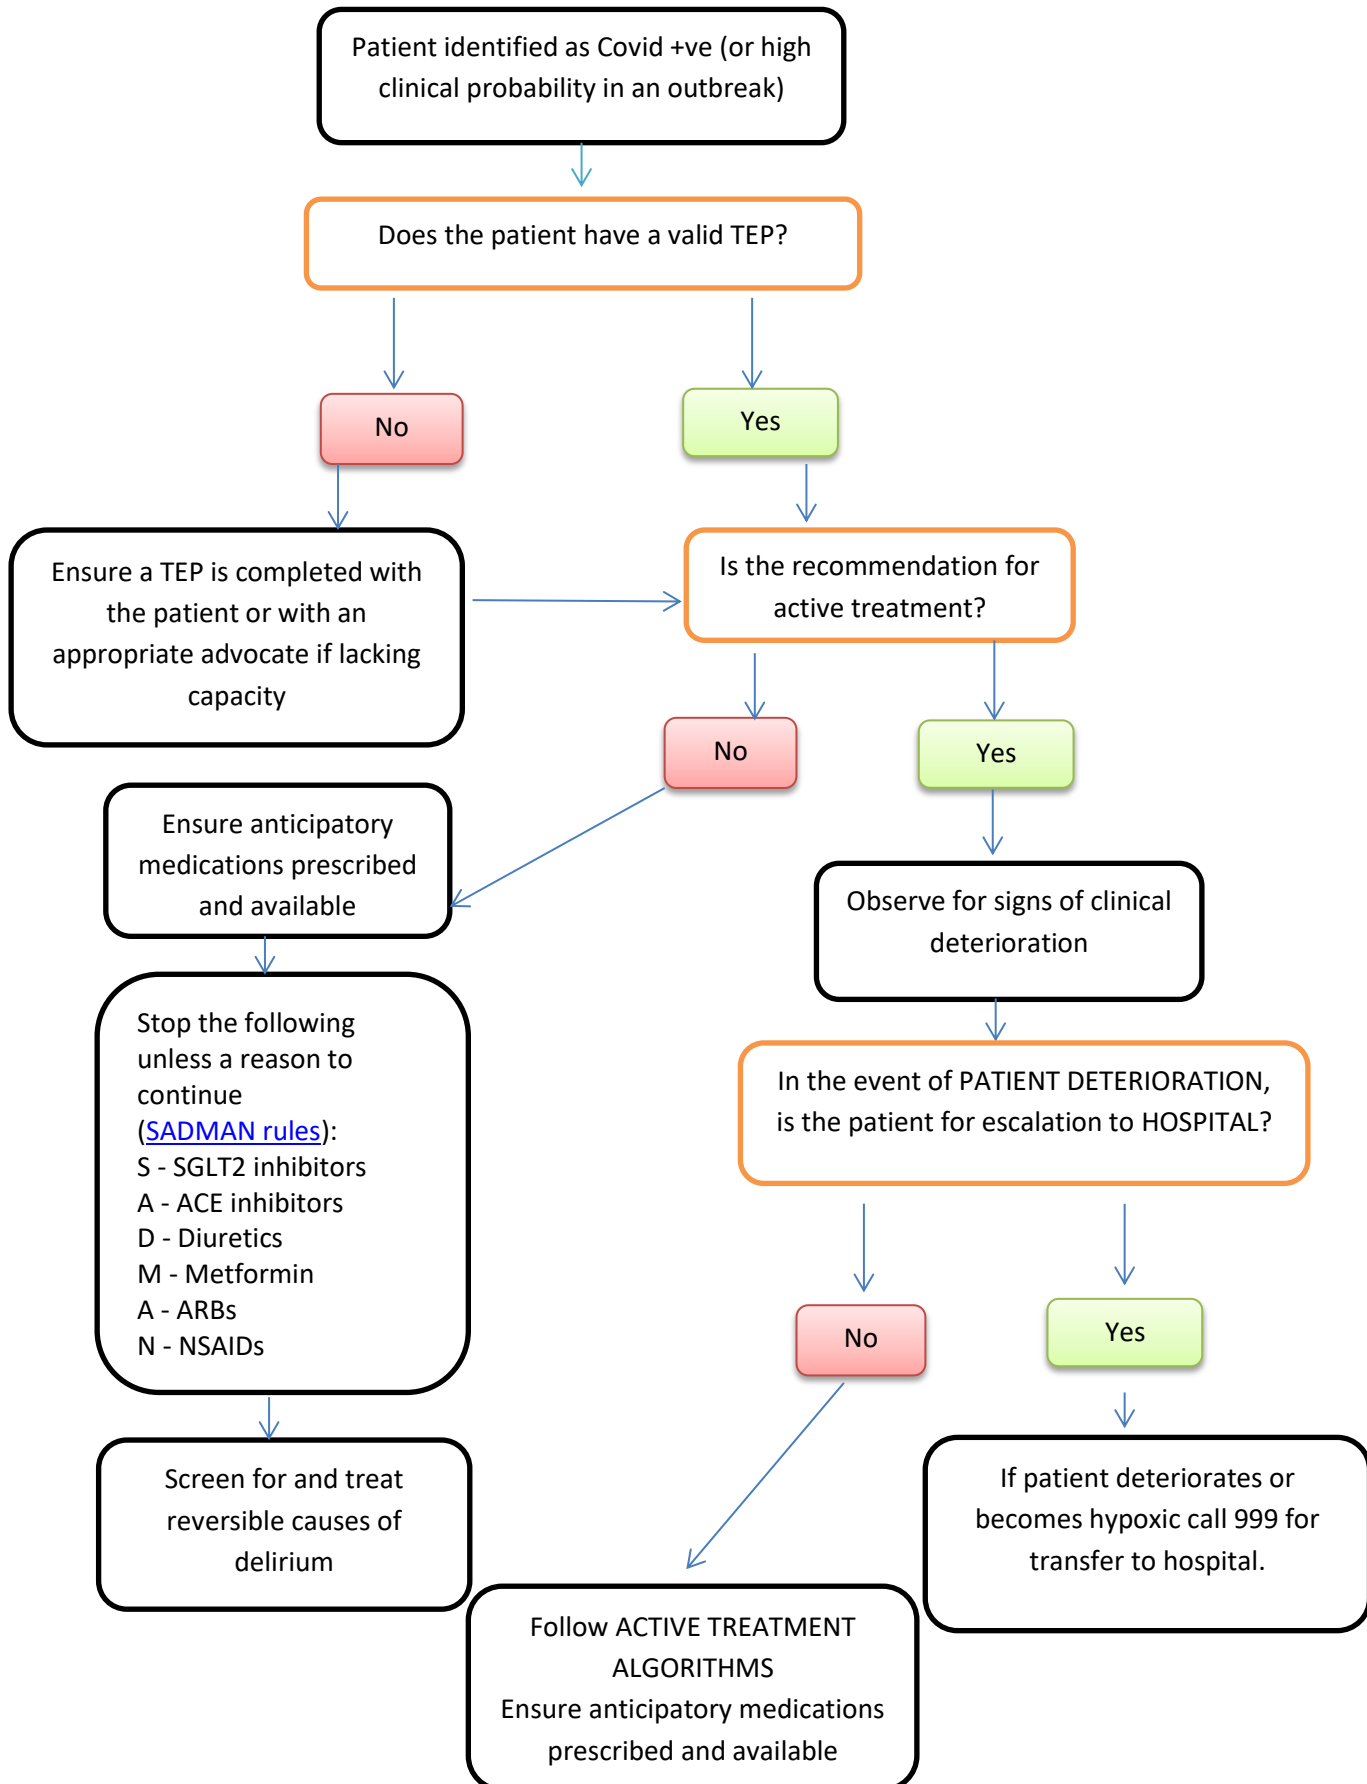 Patient identified as Covid +ve (or high
clinical probability in an outbreak)
Does the patient have a valid TEP?
No
Yes
Ensure a TEP is completed with
the patient or with an
appropriate advocate if lacking
capacity
Is the recommendation for
active treatment?
No
Yes
Ensure anticipatory
medications prescribed
and available
Observe for signs of clinical
deterioration
Stop the following
unless a reason to
continue
(SADMAN rules):
S - SGLT2 inhibitors
A - ACE inhibitors
D - Diuretics
M - Metformin
A - ARBs
N - NSAIDs
In the event of PATIENT DETERIORATION,
is the patient for escalation to HOSPITAL?
No
Yes
Screen for and treat
reversible causes of
delirium
If patient deteriorates or
becomes hypoxic call 999 for
transfer to hospital.
Follow ACTIVE TREATMENT
ALGORITHMS
Ensure anticipatory medications
prescribed and available